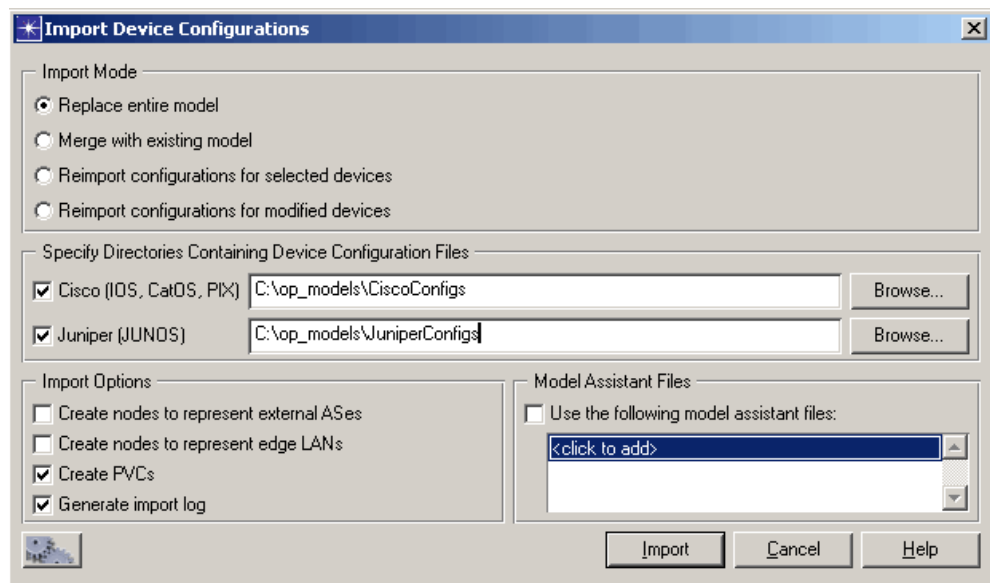 Import Device Configurations
Import Mode
Replace entire model
Merge with existing model
Reimport configurations for selected devices
Reimport configurations for modified devices
Specify Directories Containing Device Configuration Files
Cisco (IOS, CatOS, PIX) C:\op_models\CiscoConfigs Browse...
Juniper (JUNOS) C:\op_models\JuniperConfigs Browse...
Import Options
Create nodes to represent external ASes
Create nodes to represent edge LANs
Create PVCs
Generate import log
Model Assistant Files
Use the following model assistant files:
<click to add>
Import Cancel Help